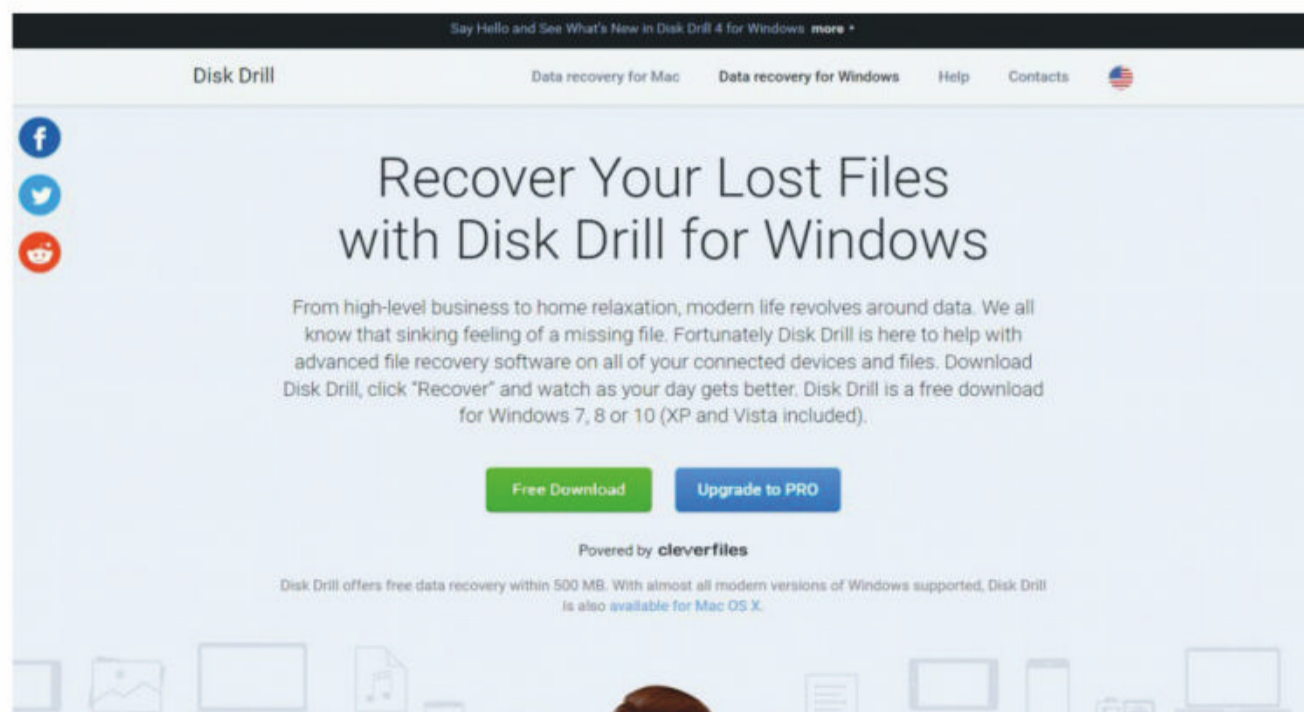 Say Hello and See What's New in Disk Drill 4 for Windows more
Disk Drill
Data recovery for Mac Data recovery for Windows Help Contacts
Recover Your Lost Files
with Disk Drill for Windows
From high-level business to home relaxation, modern life revolves around data. We all
know that sinking feeling of a missing file. Fortunately Disk Drill is here to help with
advanced file recovery software on all of your connected devices and files. Download
Disk Drill, click "Recover" and watch as your day gets better. Disk Drill is a free download
for Windows 7, 8 or 10 (XP and Vista included).
Free Download Upgrade to PRO
Powered by cleverfiles
Disk Drill offers free data recovery within 500 MB. With almost all modern versions of Windows supported, Disk Drill
is also available for Mac OS X.